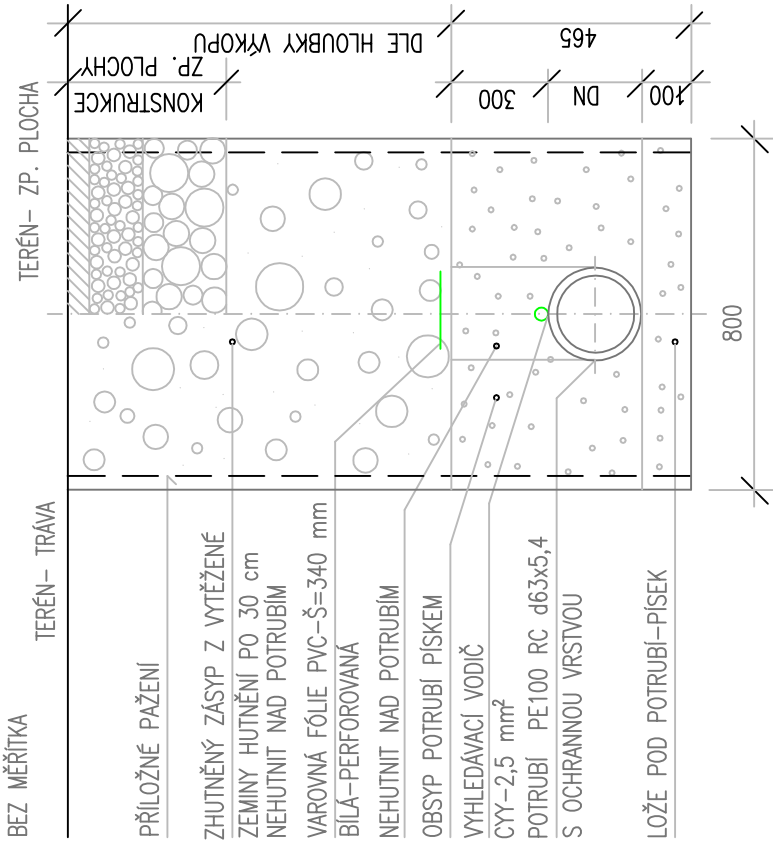 BEZ MĚŘÍTKA
TERÉN- TRÁVA
TERÉN- ZP. PLOCHA
PŘÍLOŽNÉ PAŽENÍ
ZHUTNĚNÝ ZÁSYP Z VYTĚŽENÉ
ZEMINY HUTNĚNÍ PO 30 cm
NEHUTNIT NAD POTRUBÍM
VAROVNÁ FÓLIE PVC-Š=340 mm
BÍLÁ-PERFOROVANÁ
NEHUTNIT NAD POTRUBÍM
OBSYP POTRUBÍ PÍSKEM
VYHLEDÁVACÍ VODIČ
CYY-2,5 mm²
POTRUBÍ PE100 RC d63x5,4
S OCHRANNOU VRSTVOU
LOŽE POD POTRUBÍ-PÍSEK
KONSTRUKCE
ZP. PLOCHY
DLE HLOUBKY VÝKOPU
300
DN
100
465
800